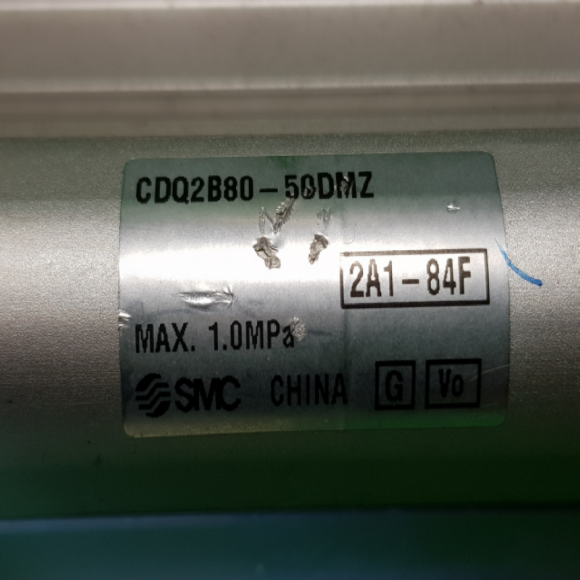 CDQ2B80-50DMZ
2A1-84F
MAX. 1.0MPa
SMC CHINA G Vo